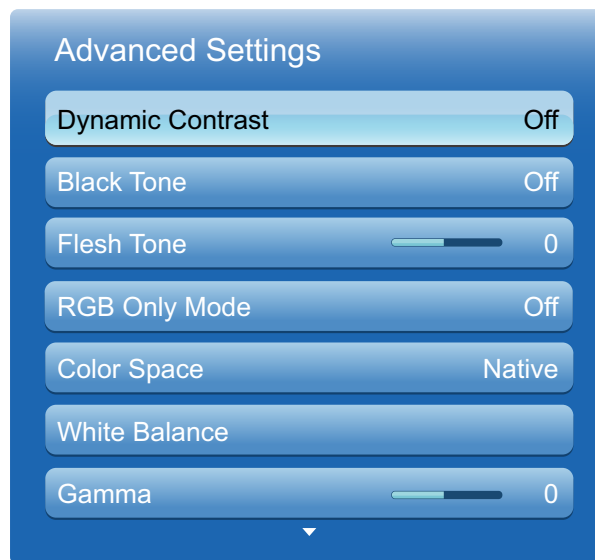 Advanced Settings
Dynamic Contrast Off
Black Tone Off
Flesh Tone 0
RGB Only Mode Off
Color Space Native
White Balance
Gamma 0